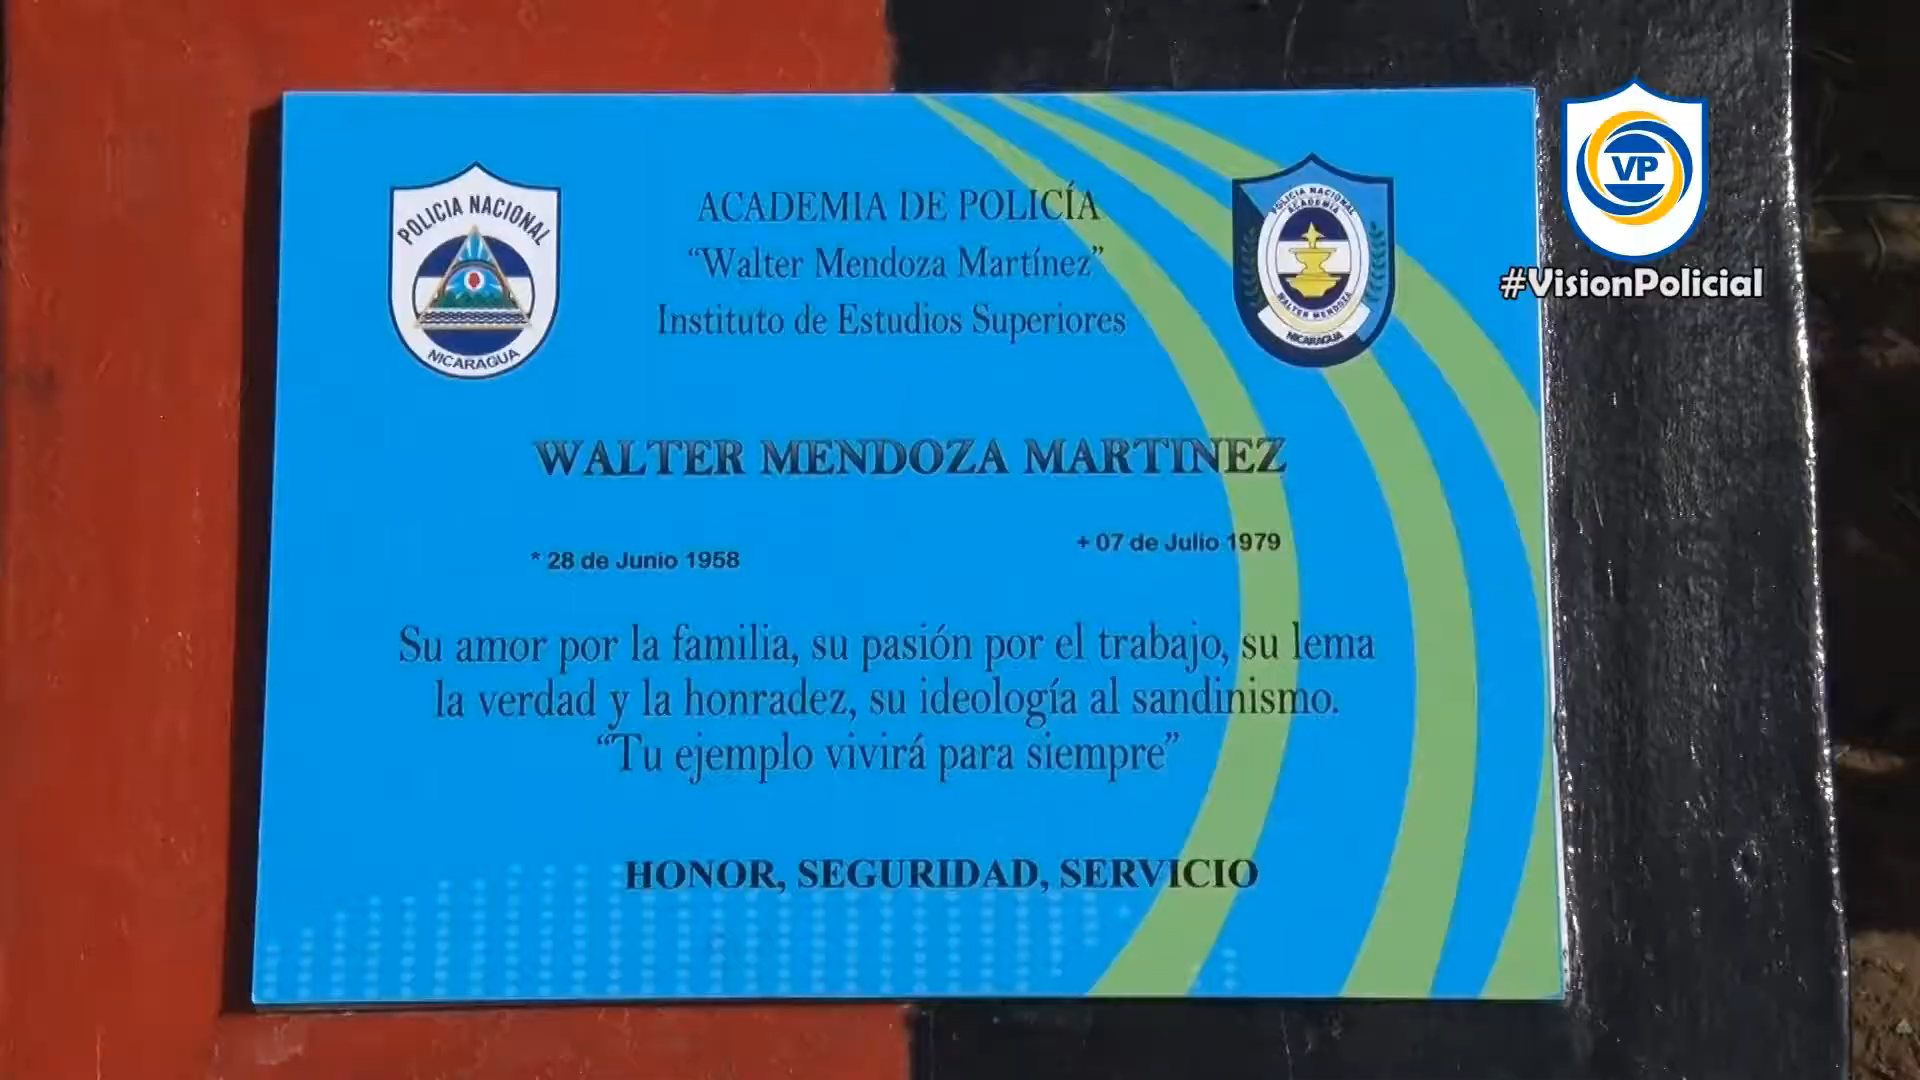 POLICIA NACIONAL
NICARAGUA
ACADEMIA DE POLICÍA
“Walter Mendoza Martínez”
Instituto de Estudios Superiores
POLICIA NACIONAL
ACADEMIA
WALTER MENDOZA
NICARAGUA
VP
#VisionPolicial
WALTER MENDOZA MARTINEZ
* 28 de Junio 1958
+ 07 de Julio 1979
Su amor por la familia, su pasión por el trabajo, su lema
la verdad y la honradez, su ideología al sandinismo.
“Tu ejemplo vivirá para siempre”
HONOR, SEGURIDAD, SERVICIO